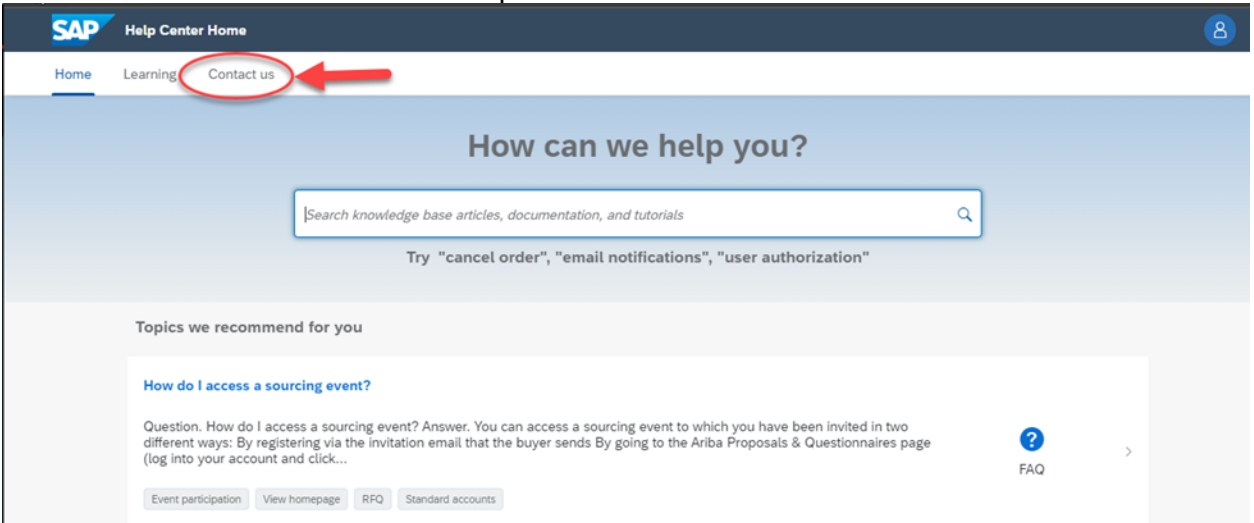 SAP Help Center Home
Home Learning Contact us
How can we help you?
Search knowledge base articles, documentation, and tutorials
Try "cancel order", "email notifications", "user authorization"
Topics we recommend for you
How do I access a sourcing event?
Question. How do I access a sourcing event? Answer. You can access a sourcing event to which you have been invited in two
different ways: By registering via the invitation email that the buyer sends By going to the Ariba Proposals & Questionnaires page
(log into your account and click...
FAQ
Event participation View homepage RFQ Standard accounts